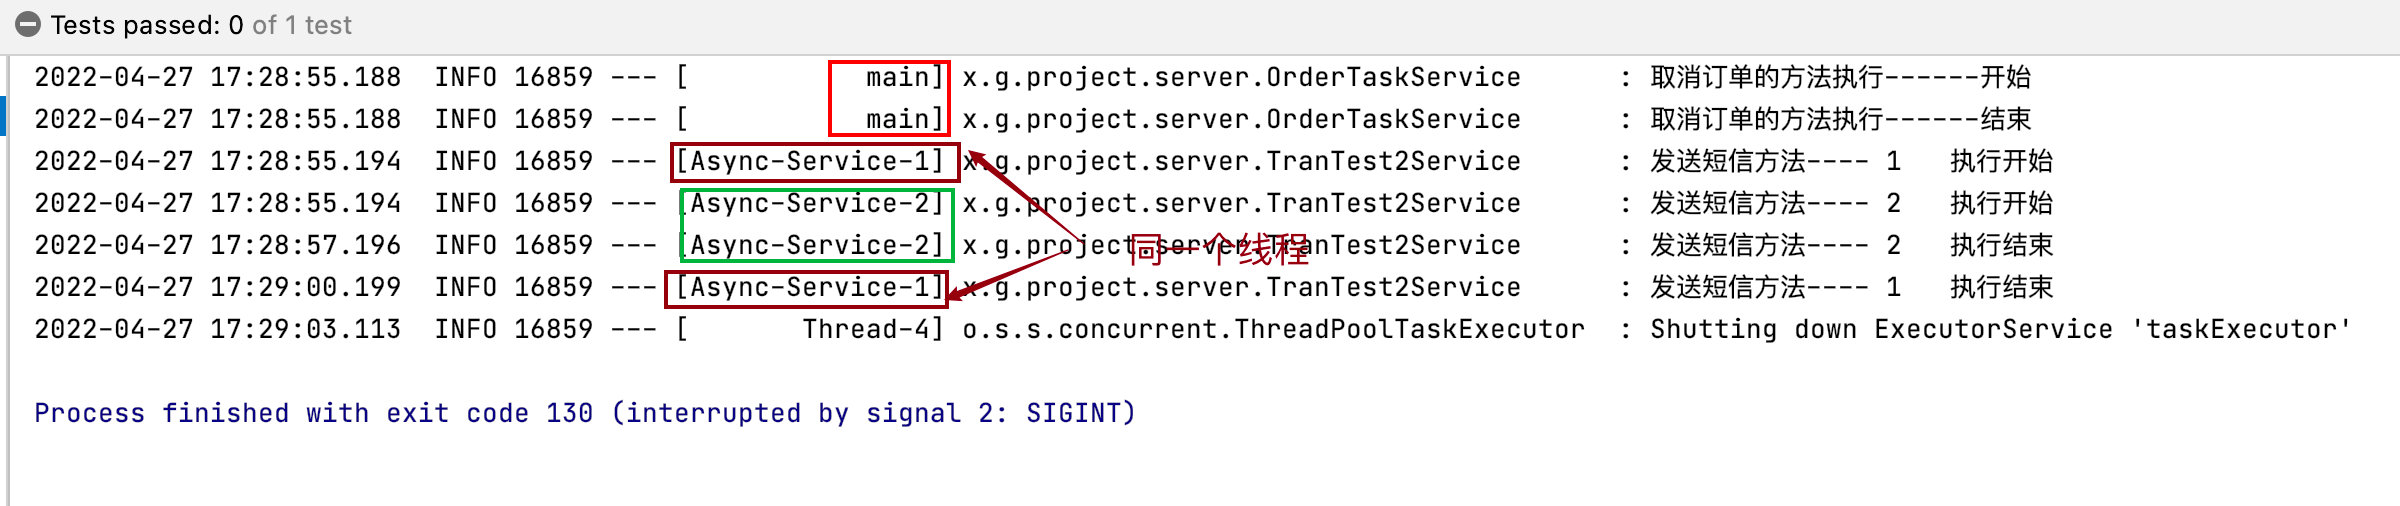 Tests passed: 0 of 1 test
2022-04-27 17:28:55.188  INFO 16859 --- [           main] x.g.project.server.OrderTaskService      : 取消订单的方法执行------开始
2022-04-27 17:28:55.188  INFO 16859 --- [           main] x.g.project.server.OrderTaskService      : 取消订单的方法执行------结束
2022-04-27 17:28:55.194  INFO 16859 --- [Async-Service-1] x.g.project.server.TranTest2Service      : 发送短信方法---- 1   执行开始
2022-04-27 17:28:55.194  INFO 16859 --- [Async-Service-2] x.g.project.server.TranTest2Service      : 发送短信方法---- 2   执行开始
2022-04-27 17:28:57.196  INFO 16859 --- [Async-Service-2] x.g.project.server.TranTest2Service      : 发送短信方法---- 2   执行结束
同一个线程
2022-04-27 17:29:00.199  INFO 16859 --- [Async-Service-1] x.g.project.server.TranTest2Service      : 发送短信方法---- 1   执行结束
2022-04-27 17:29:03.113  INFO 16859 --- [       Thread-4] o.s.s.concurrent.ThreadPoolTaskExecutor  : Shutting down ExecutorService 'taskExecutor'
Process finished with exit code 130 (interrupted by signal 2: SIGINT)